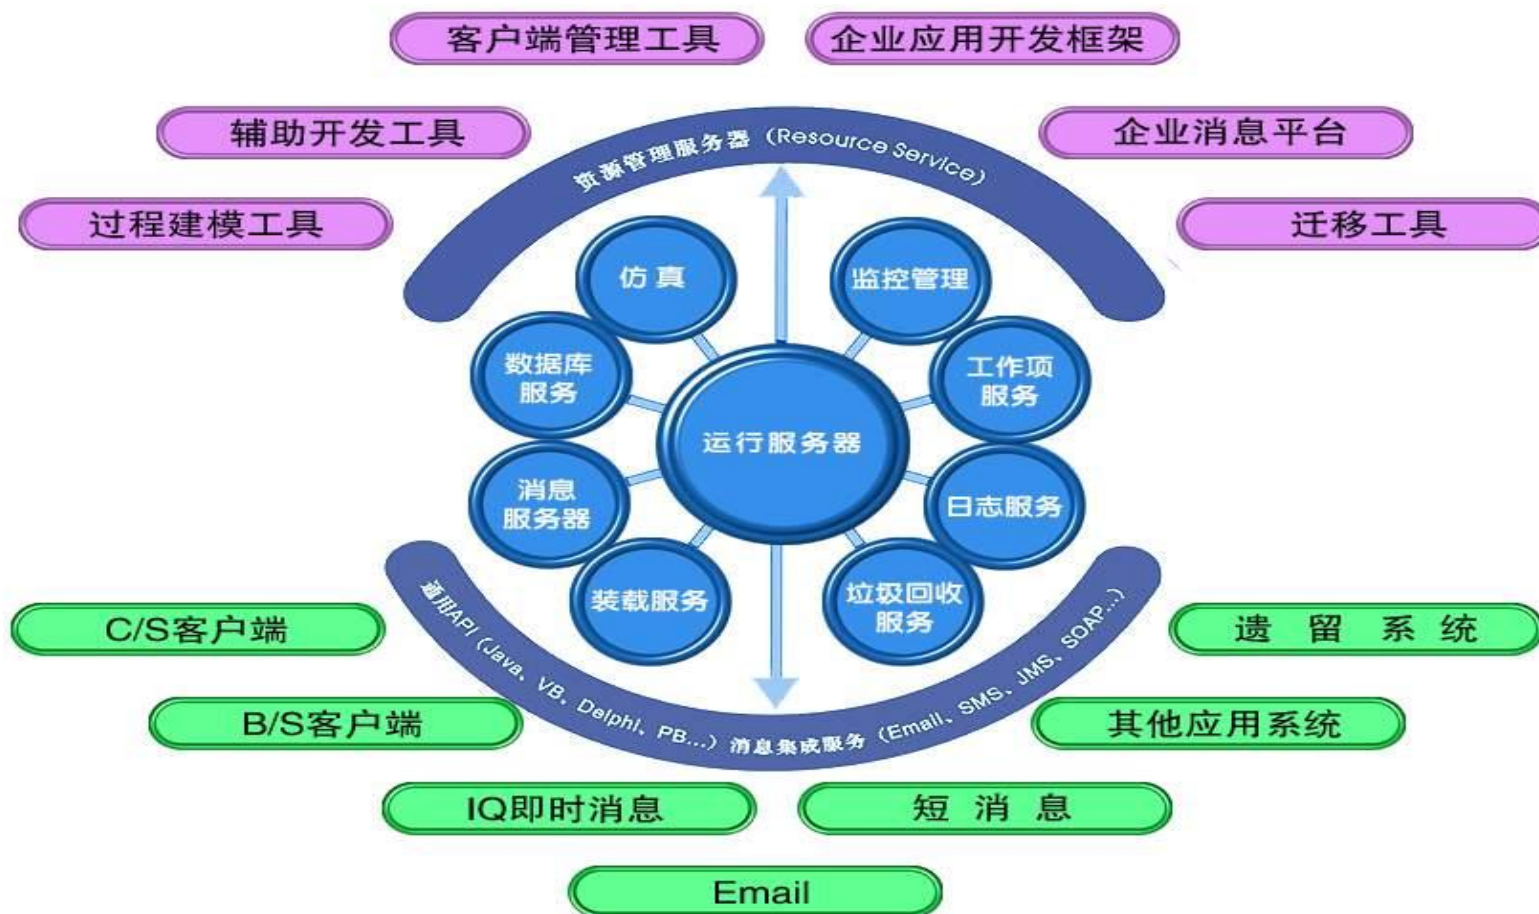 客户端管理工具
企业应用开发框架
辅助开发工具
企业消息平台
过程建模工具
迁移工具
资源管理服务器（Resource Service）
仿真
监控管理
数据库
服务
工作项
服务
运行服务器
消息
服务器
日志服务
装载服务
垃圾回收
服务
通用API（Java、VB、Delphi、PB...）消息集成服务（Email、SMS、JMS、SOAP...）
C/S客户端
遗留系统
B/S客户端
其他应用系统
IQ即时消息
短消息
Email